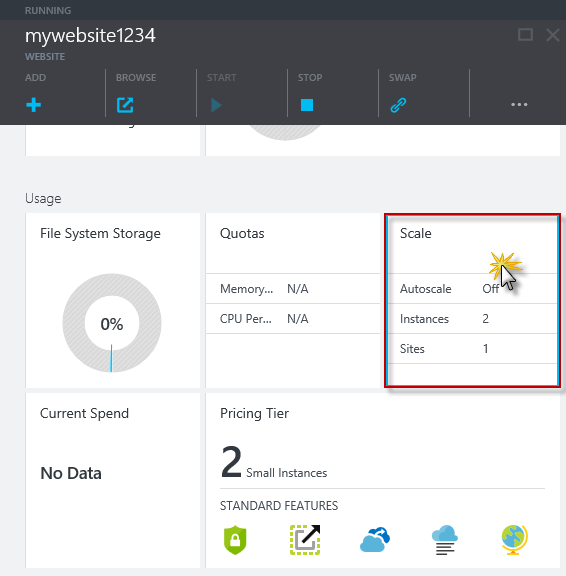 RUNNING
mywebsite1234
WEBSITE
ADD
BROWSE
START
STOP
SWAP
...
Usage
File System Storage
0%
Quotas
Memory... N/A
CPU Per... N/A
Scale
Autoscale Off
Instances 2
Sites 1
Current Spend
No Data
Pricing Tier
2 Small Instances
STANDARD FEATURES